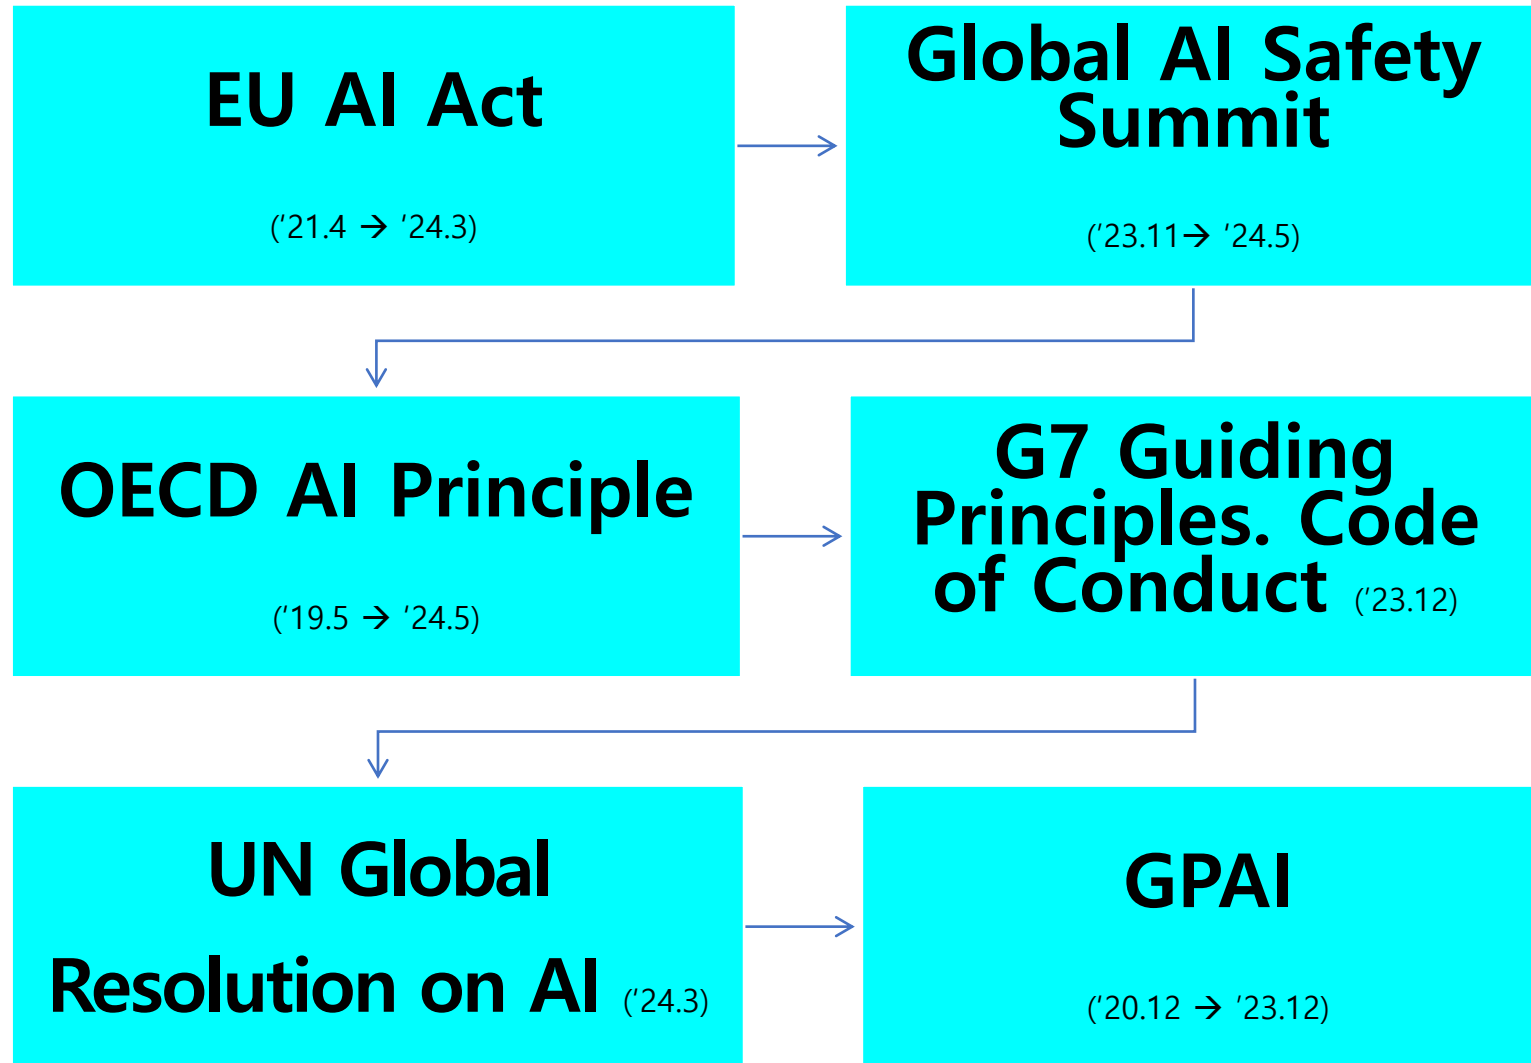 EU AI Act
(‘21.4 → ‘24.3)
Global AI Safety
Summit
(‘23.11→ ‘24.5)
OECD AI Principle
(‘19.5 → ‘24.5)
G7 Guiding
Principles. Code
of Conduct (‘23.12)
UN Global
Resolution on AI (‘24.3)
GPAI
(‘20.12 → ‘23.12)